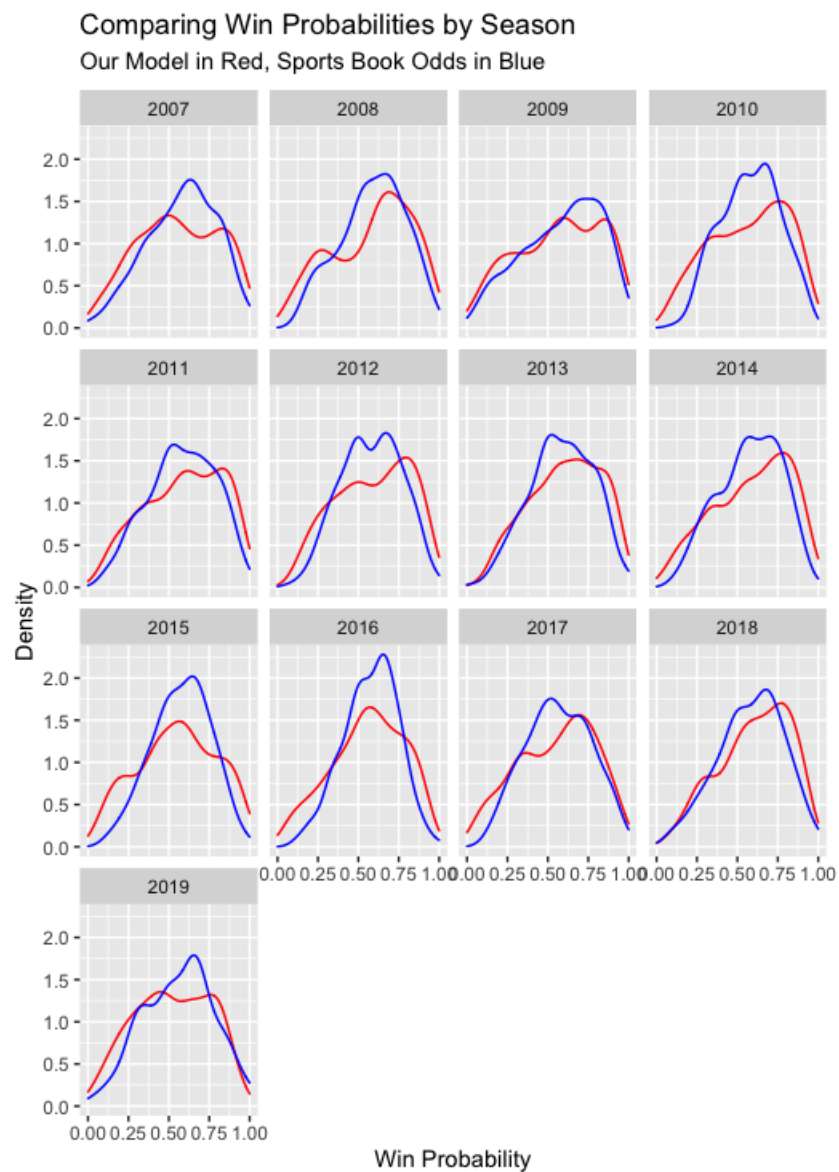 Comparing Win Probabilities by Season
Our Model in Red, Sports Book Odds in Blue
2007 2008 2009 2010
2.0
1.5
1.0
0.5
0.0
2011 2012 2013 2014
2.0
1.5
1.0
0.5
0.0
Density
2015 2016 2017 2018
2.0
1.5
1.0
0.5
0.0
0.00 0.25 0.50 0.75 1.00 0.00 0.25 0.50 0.75 1.00 0.00 0.25 0.50 0.75 1.00
2019
2.0
1.5
1.0
0.5
0.0
0.00 0.25 0.50 0.75 1.00
Win Probability